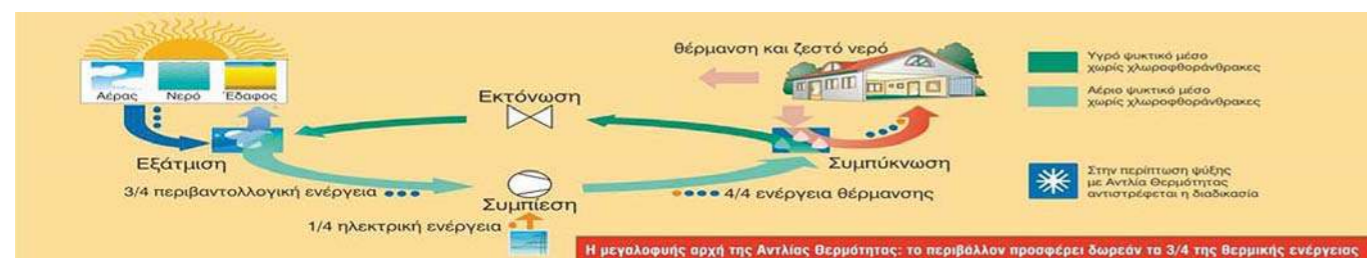 Αέρας Νερό Έδαφος
Εξάτμιση
3/4 περιβαντολλογική ενέργεια
Εκτόνωση
Συμπίεση
1/4 ηλεκτρική ενέργεια
θέρμανση και ζεστό νερό
Συμπύκνωση
4/4 ενέργεια θέρμανσης
Υγρό ψυκτικό μέσο
χωρίς χλωροφθοράνθρακες
Αέριο ψυκτικό μέσο
χωρίς χλωροφθοράνθρακες
Στην περίπτωση ψύξης
με Αντλία Θερμότητας
αντιστρέφεται η διαδικασία
Η μεγαλοφυής αρχή της Αντλίας Θερμότητας: το περιβάλλον προσφέρει δωρεάν τα 3/4 της θερμικής ενέργειας